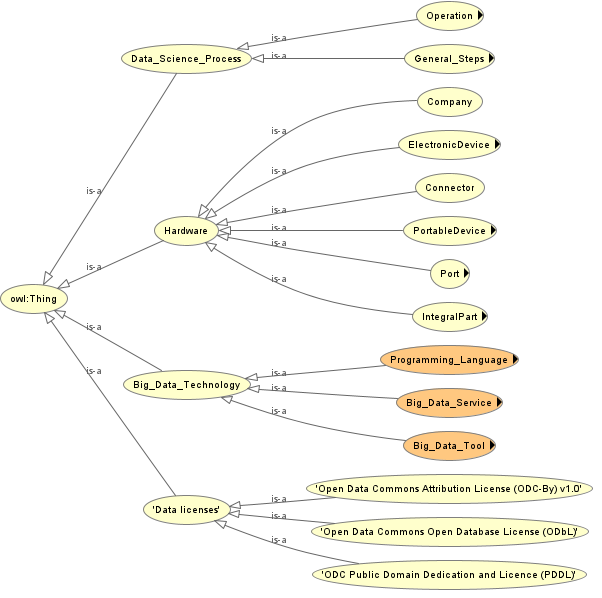 Operation
is-a
Data_Science_Process
is-a
General_Steps
Company
is-a
ElectronicDevice
is-a
Connector
is-a
is-a
Hardware
is-a
PortableDevice
is-a
is-a
Port
is-a
owl:Thing
IntegralPart
is-a
Programming_Language
is-a
Big_Data_Technology
is-a
Big_Data_Service
is-a
is-a
Big_Data_Tool
'Open Data Commons Attribution License (ODC-By) v1.0'
is-a
'Data licenses'
is-a
'Open Data Commons Open Database License (ODbL)'
is-a
'ODC Public Domain Dedication and Licence (PDDL)'